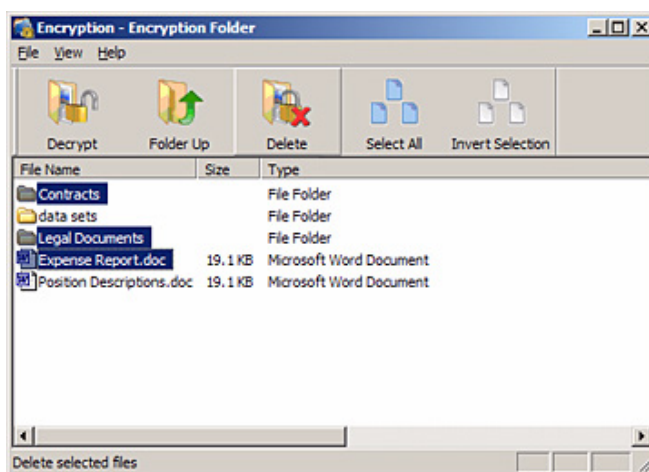 Encryption - Encryption Folder
File View Help
Decrypt Folder Up Delete Select All Invert Selection
File Name Size Type
Contracts File Folder
data sets File Folder
Legal Documents File Folder
Expense Report.doc 19.1 KB Microsoft Word Document
Position Descriptions.doc 19.1 KB Microsoft Word Document
Delete selected files